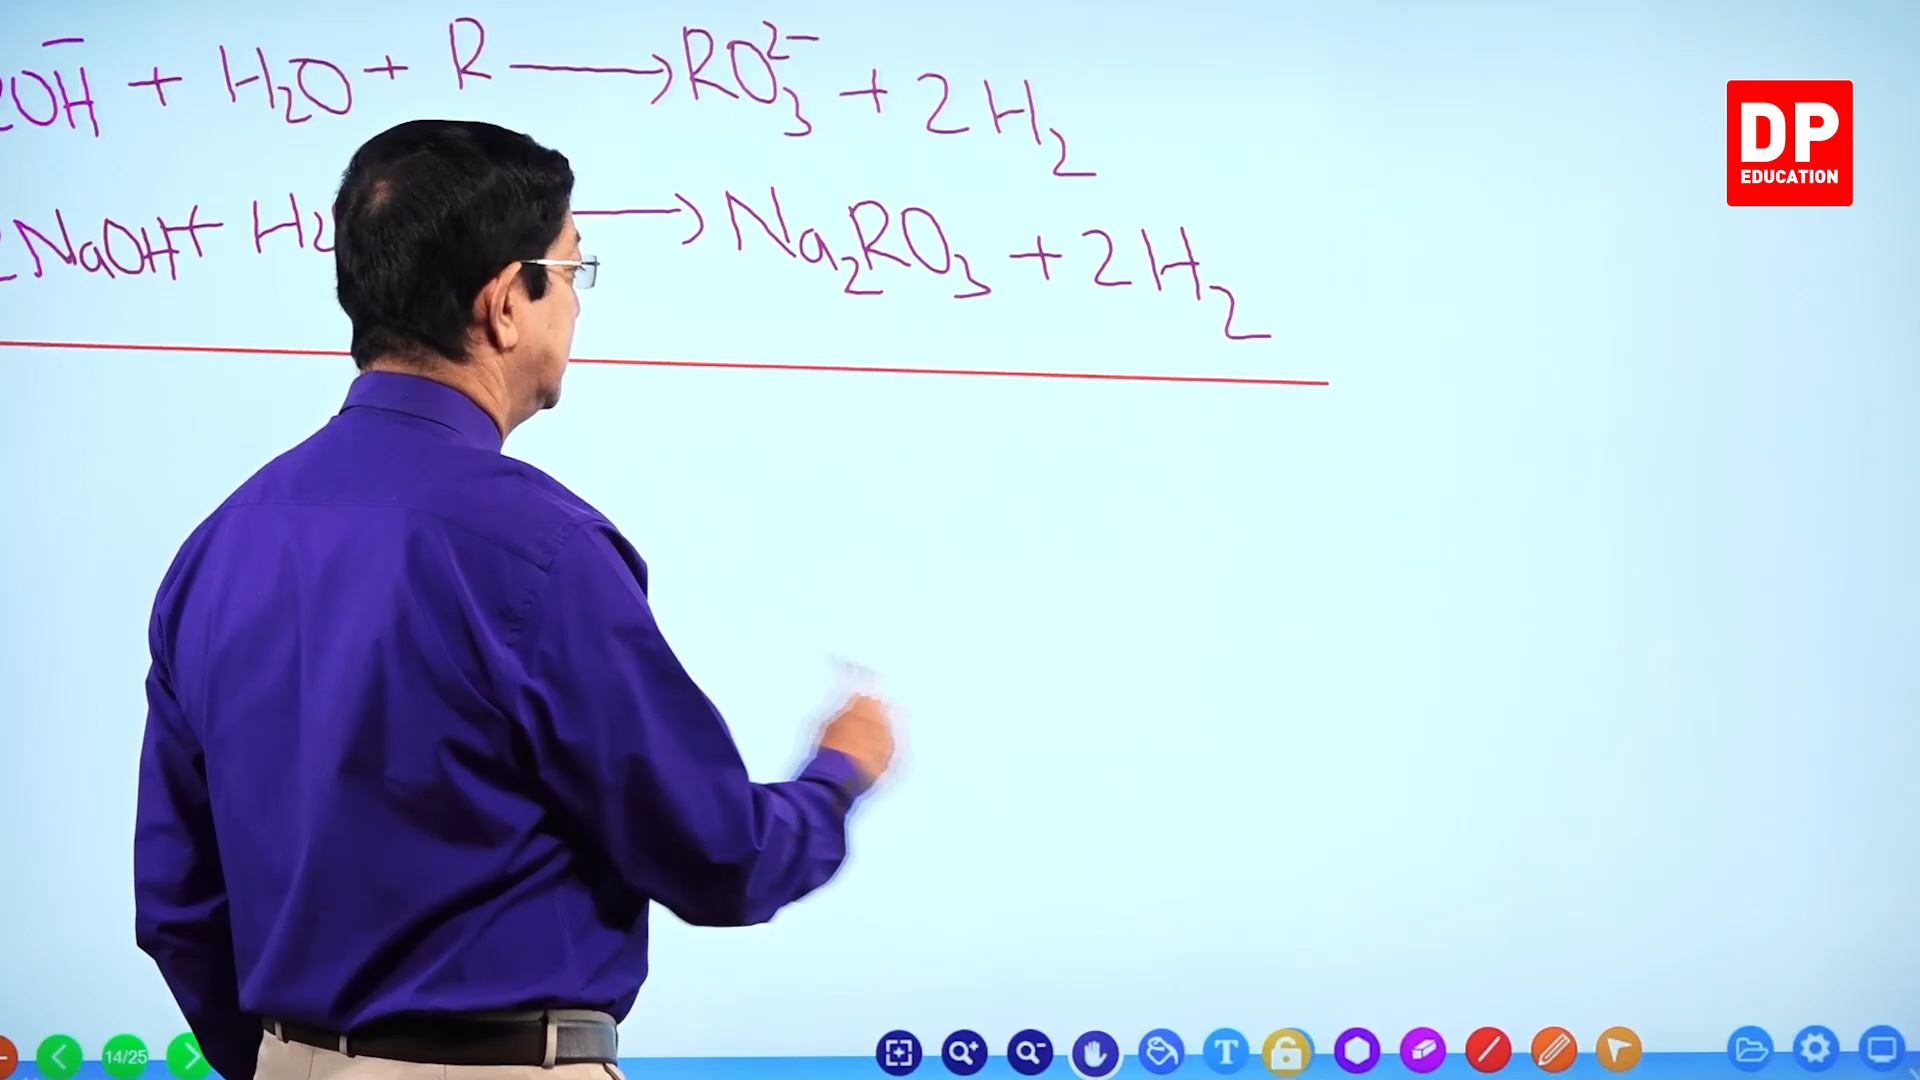 2OH⁻ + H₂O + R ⟶ RO₃²⁻ + 2H₂
2NaOH + H₂ ⟶ Na₂RO₃ + 2H₂
DP
EDUCATION
14/25
T